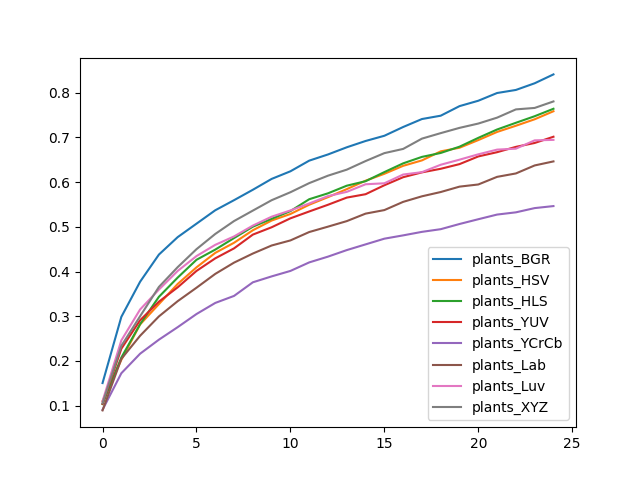 0.8
0.7
0.6
0.5
0.4
0.3
0.2
0.1
0 5 10 15 20 25
plants_BGR
plants_HSV
plants_HLS
plants_YUV
plants_YCrCb
plants_Lab
plants_Luv
plants_XYZ